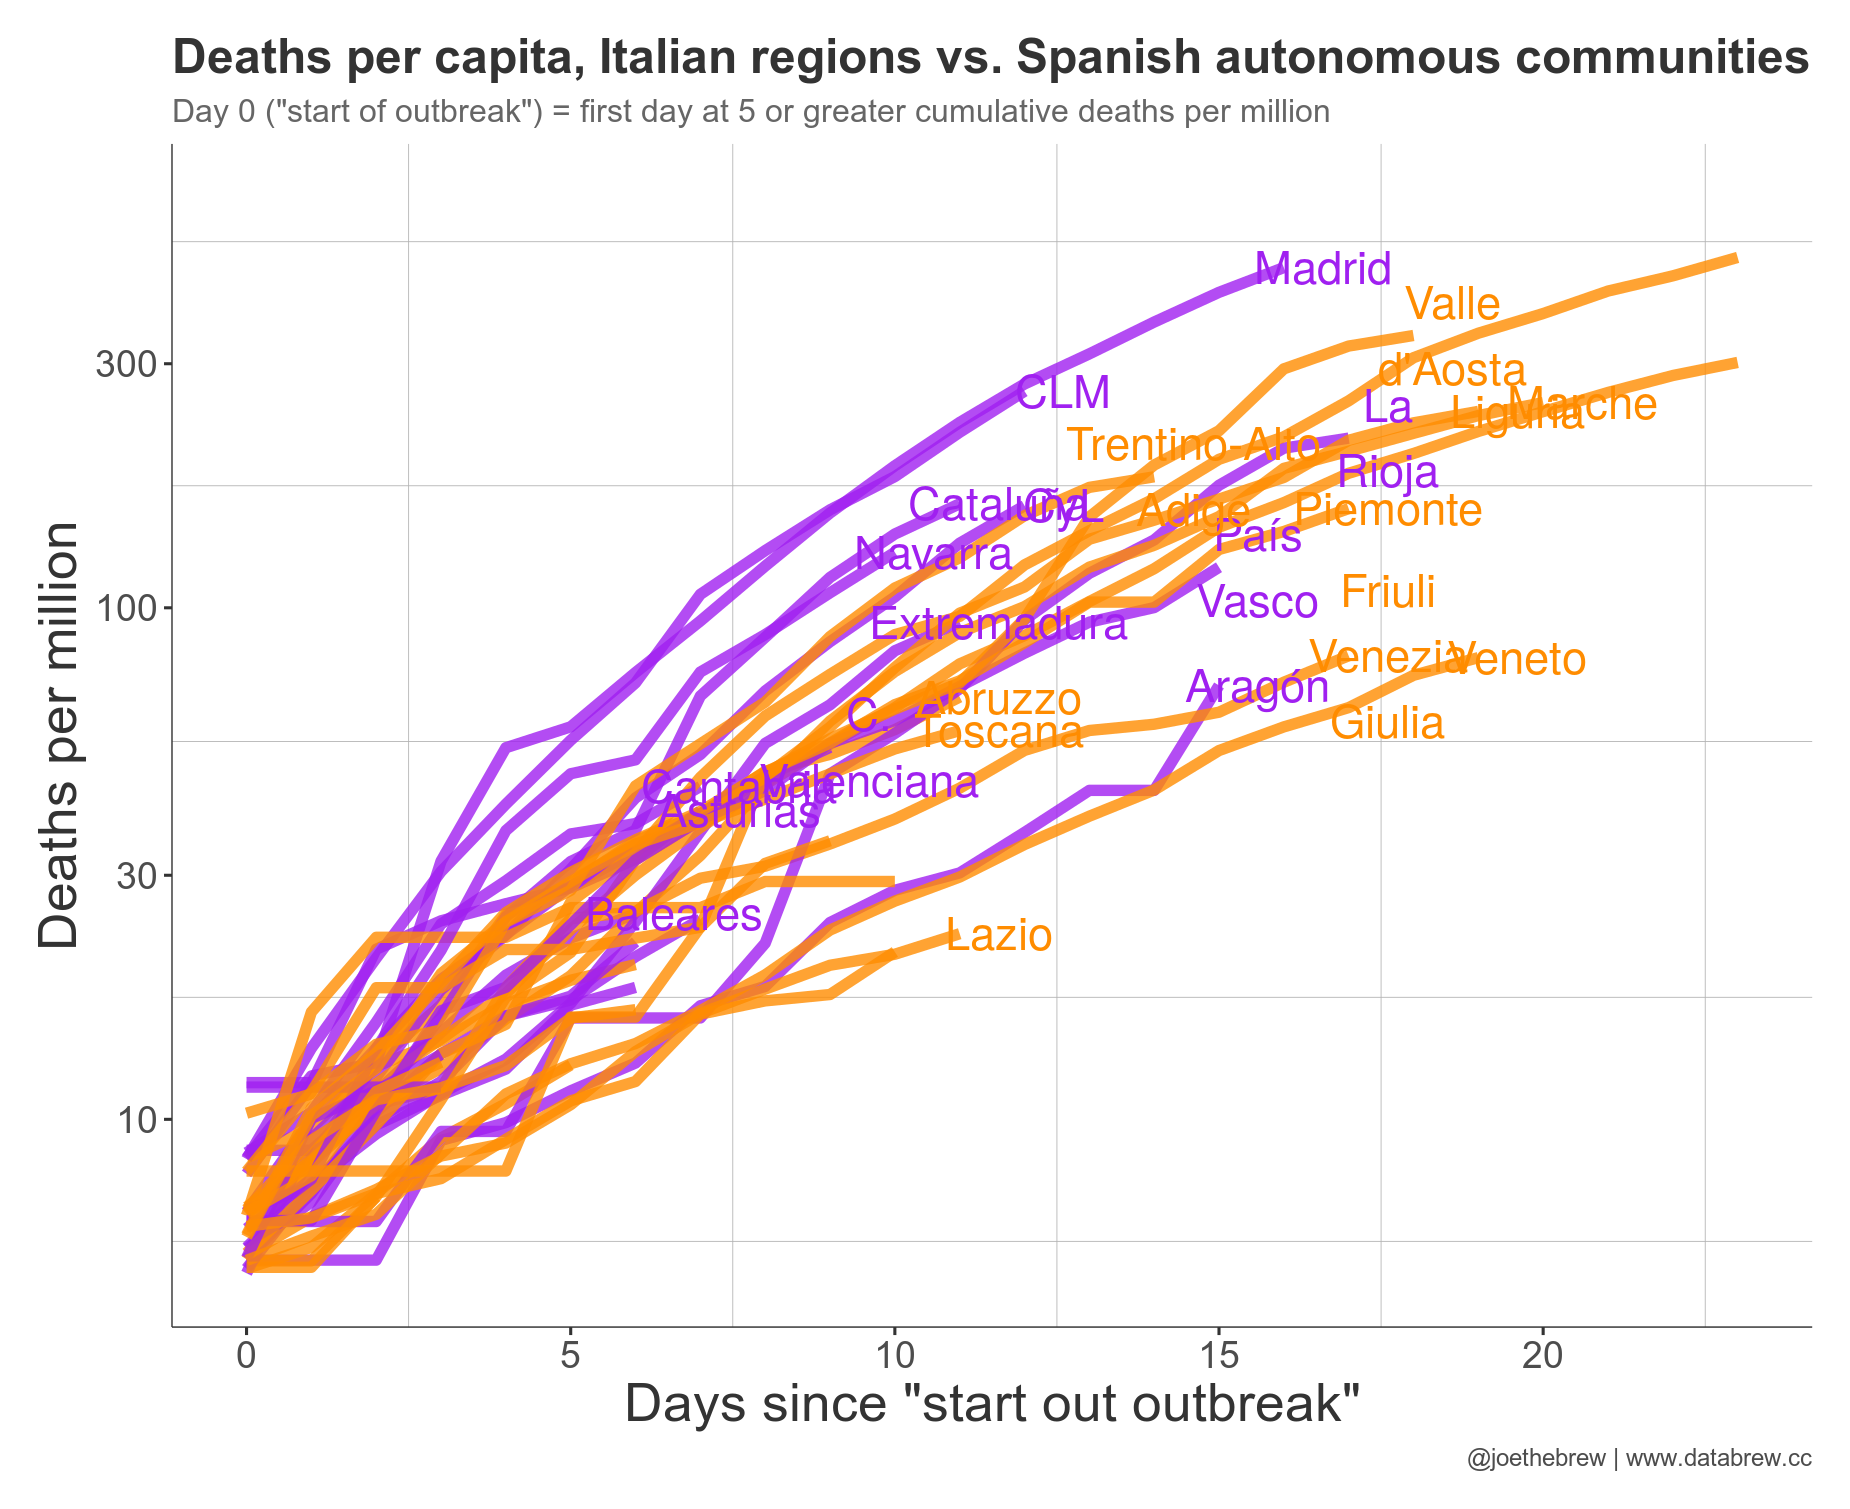 Deaths per capita, Italian regions vs. Spanish autonomous communities
Day 0 ("start of outbreak") = first day at 5 or greater cumulative deaths per million
Deaths per million
300
100
30
10
Madrid
Valle
d'Aosta
CLM
La
Rioja
Liguria
Marche
Trentino-Alto
Adige
Cataluña
CyL
Piemonte
País
Vasco
Navarra
Friuli
Venezia
Giulia
Extremadura
Veneto
Aragón
Abruzzo
C.
Valenciana
Toscana
Cantabria
Asturias
Baleares
Lazio
0
5
10
15
20
Days since "start out outbreak"
@joethebrew | www.databrew.cc